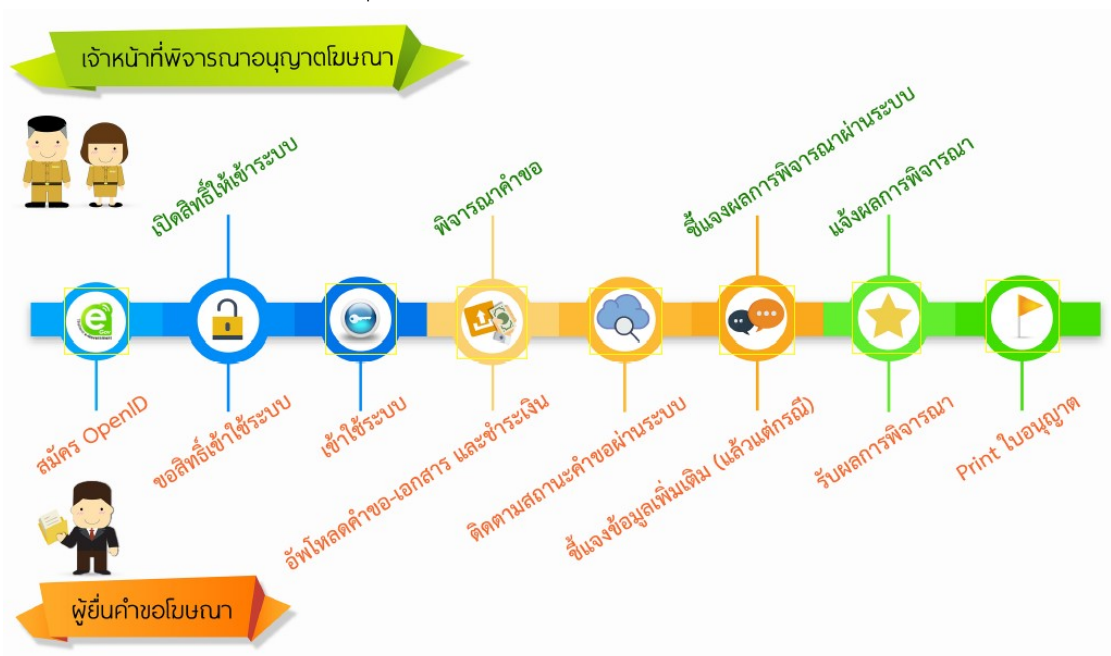 เจ้าหน้าที่พิจารณาอนุญาตโฆษณา
เปิดสิทธิ์ให้เข้าระบบ
พิจารณาคำขอ
ชี้แจงผลการพิจารณาผ่านระบบ
แจ้งผลการพิจารณา
e
Gov
สมัคร OpenID
ขอสิทธิ์เข้าใช้ระบบ
เข้าใช้ระบบ
อัพโหลดคำขอ-เอกสาร และชำระเงิน
ติดตามสถานะคำขอผ่านระบบ
ชี้แจงข้อมูลเพิ่มเติม (แล้วแต่กรณี)
รับผลการพิจารณา
Print ใบอนุญาต
ผู้ยื่นคำขอโฆษณา